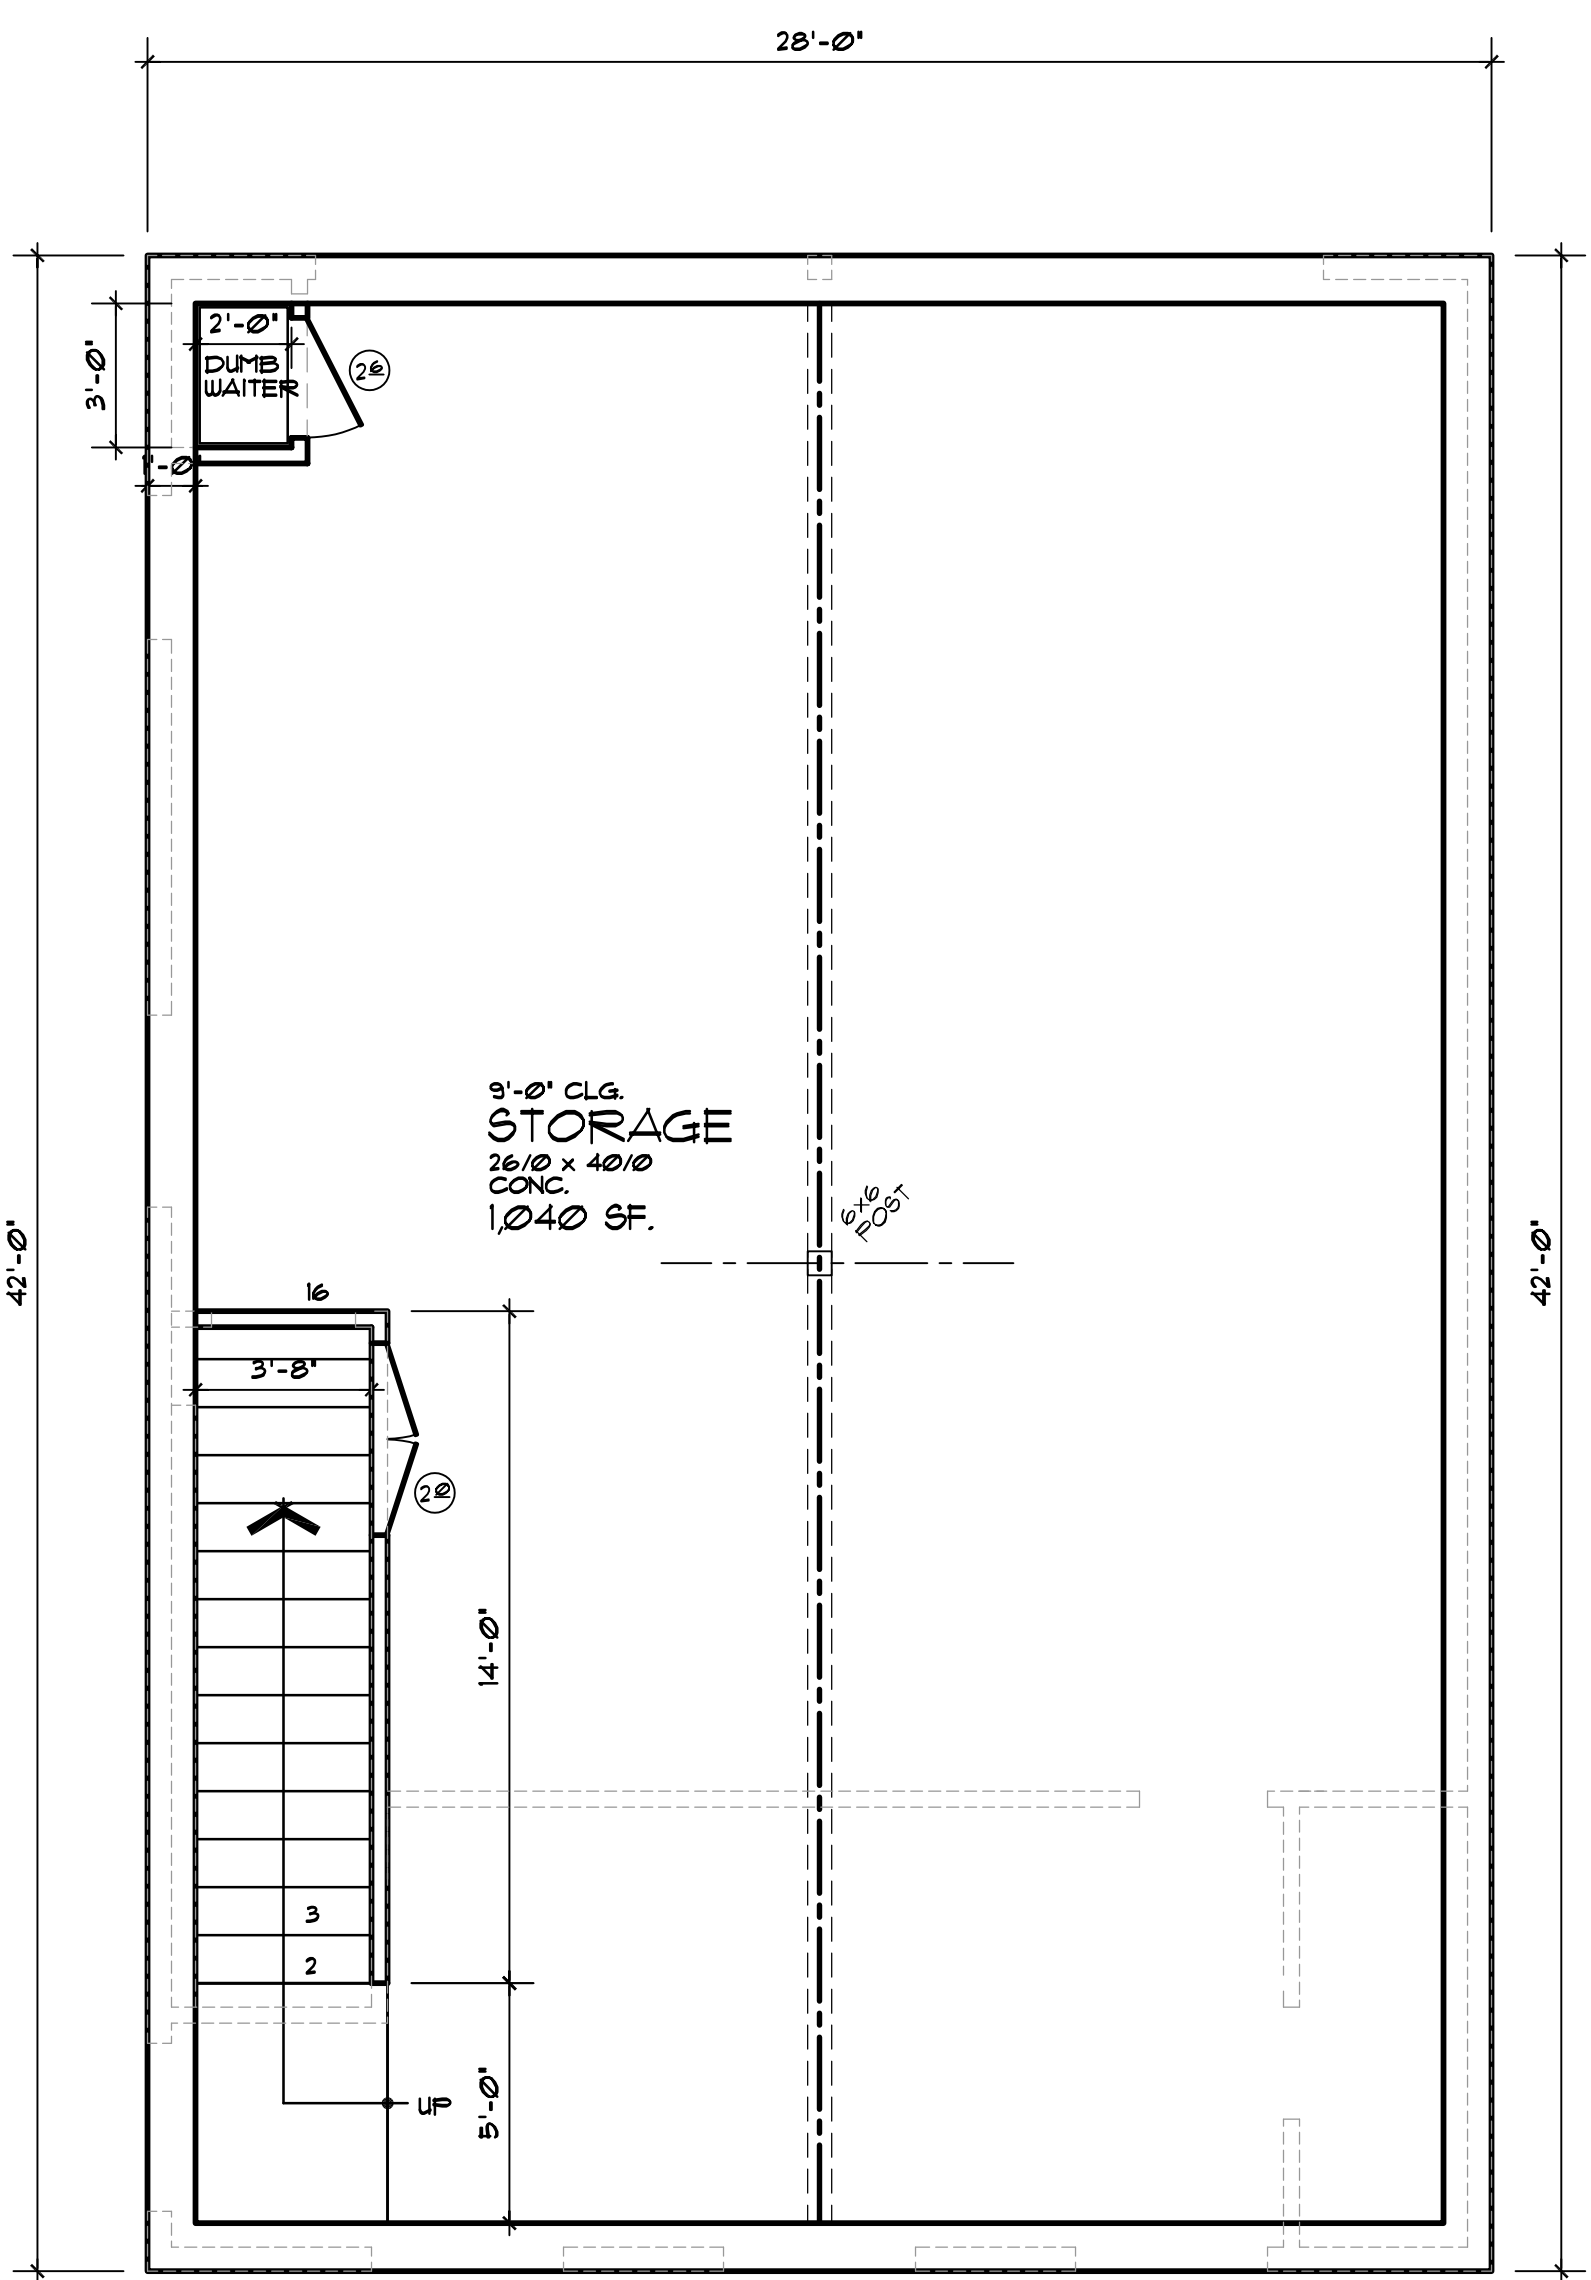 28'-0"
2'-0"
DUMB
WAITER
26
3'-0"
1'-0"
9'-0" CLG.
STORAGE
26/0 x 40/0
CONC.
1,040 SF.
6x6
POST
42'-0"
42'-0"
16
3'-8"
20
14'-0"
3
2
UP
5'-0"